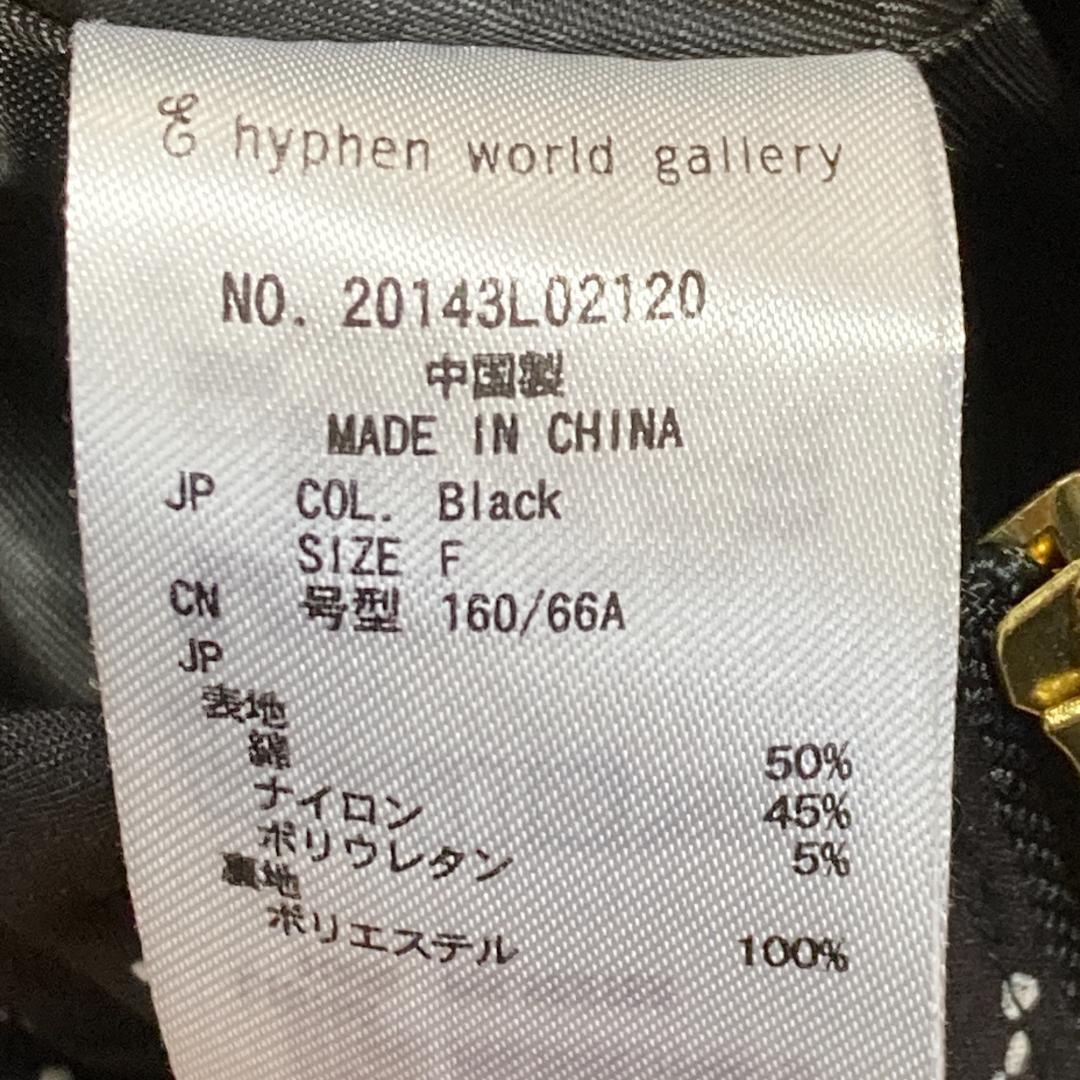 E hyphen world gallery
NO. 20143L02120
中国製
MADE IN CHINA
JP COL. Black
SIZE F
CN 号型 160/66A
JP
表地
綿 50%
ナイロン 45%
ポリウレタン 5%
裏地
ポリエステル 100%